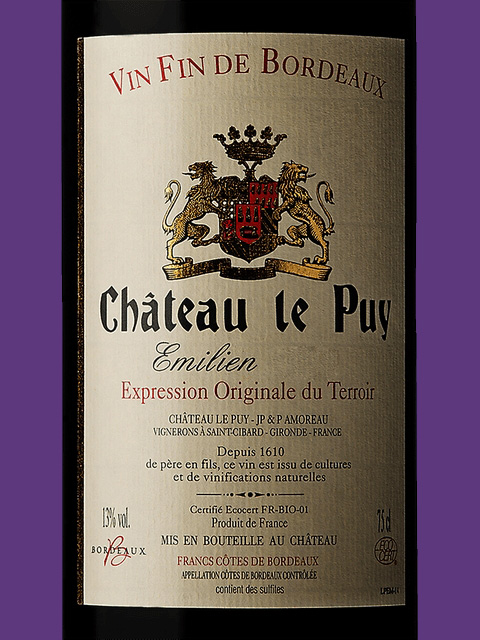 VIN FIN DE BORDEAUX
Château le Puy
Emilien
Expression Originale du Terroir
CHÂTEAU LE PUY - JP & P AMOREAU
VIGNERONS À SAINT-CIBARD - GIRONDE - FRANCE
Depuis 1610
de père en fils, ce vin est issu de cultures
et de vinifications naturelles
Certifié Ecocert FR-BIO-01
Produit de France
13% vol.
75 cl
MIS EN BOUTEILLE AU CHÂTEAU
BORDEAUX
B
ECO
CERT
FRANCS CÔTES DE BORDEAUX
APPELLATION CÔTES DE BORDEAUX CONTRÔLÉE
contient des sulfites